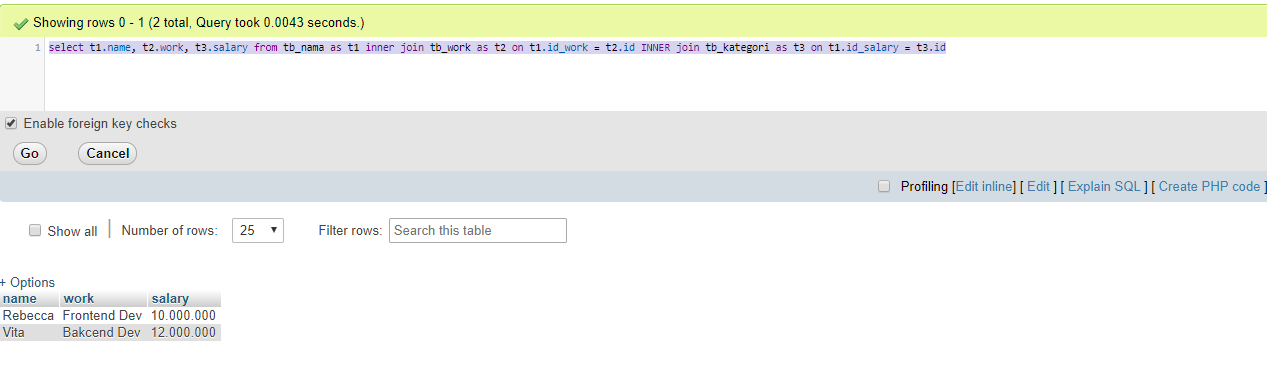 Showing rows 0 - 1 (2 total, Query took 0.0043 seconds.)
1 select t1.name, t2.work, t3.salary from tb_nama as t1 inner join tb_work as t2 on t1.id_work = t2.id INNER join tb_kategori as t3 on t1.id_salary = t3.id
Enable foreign key checks
Go Cancel
Profiling [Edit inline] [ Edit ] [ Explain SQL ] [ Create PHP code ]
Show all | Number of rows: 25 Filter rows: Search this table
+ Options
name work salary
Rebecca Frontend Dev 10.000.000
Vita Bakcend Dev 12.000.000